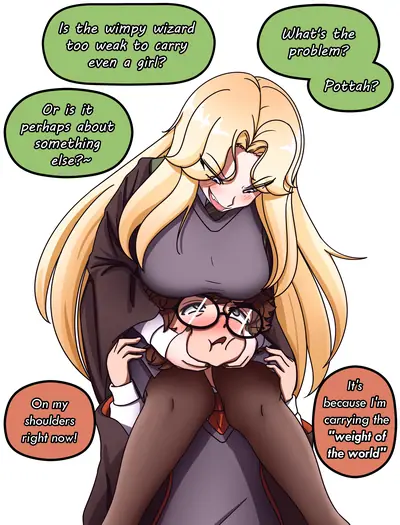 Is the wimpy wizard
too weak to carry
even a girl?
What's the
problem?
Pottah?
Or is it
perhaps about
something
else?~
It's
because I'm
carrying the
"weight of
the world"
On my
shoulders
right now!